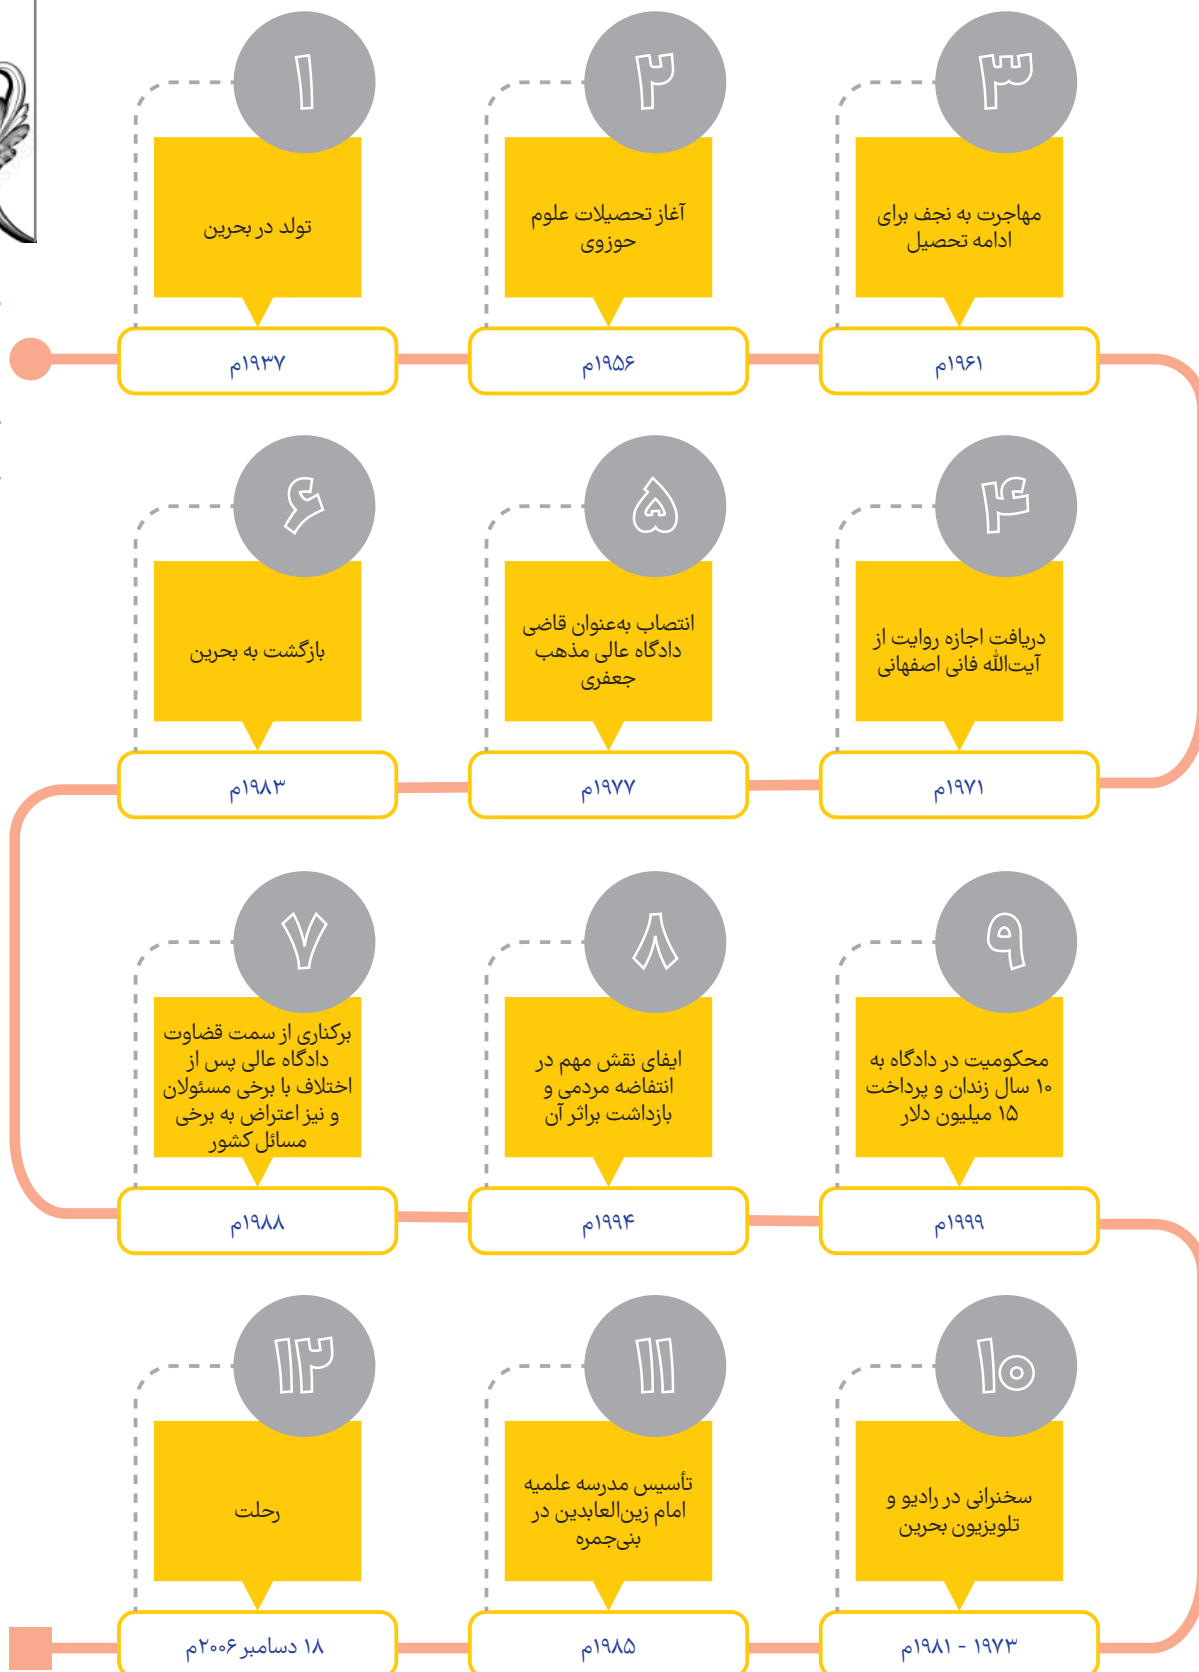 ۱
تولد در بحرین
۱۹۳۷م
۲
آغاز تحصیلات علوم
حوزوی
۱۹۵۶م
۳
مهاجرت به نجف برای
ادامه تحصیل
۱۹۶۱م
۴
دریافت اجازه روایت از
آیت‌الله فانی اصفهانی
۱۹۷۱م
۵
انتصاب به‌عنوان قاضی
دادگاه عالی مذهب
جعفری
۱۹۷۷م
۶
بازگشت به بحرین
۱۹۸۳م
۷
برکناری از سمت قضاوت
دادگاه عالی پس از
اختلاف با برخی مسئولان
و نیز اعتراض به برخی
مسائل کشور
۱۹۸۸م
۸
ایفای نقش مهم در
انتفاضه مردمی و
بازداشت براثر آن
۱۹۹۴م
۹
محکومیت در دادگاه به
۱۰ سال زندان و پرداخت
۱۵ میلیون دلار
۱۹۹۹م
۱۰
سخنرانی در رادیو و
تلویزیون بحرین
۱۹۷۳ - ۱۹۸۱م
۱۱
تأسیس مدرسه علمیه
امام زین‌العابدین در
بنی‌جمره
۱۹۸۵م
۱۲
رحلت
۱۸ دسامبر ۲۰۰۶م